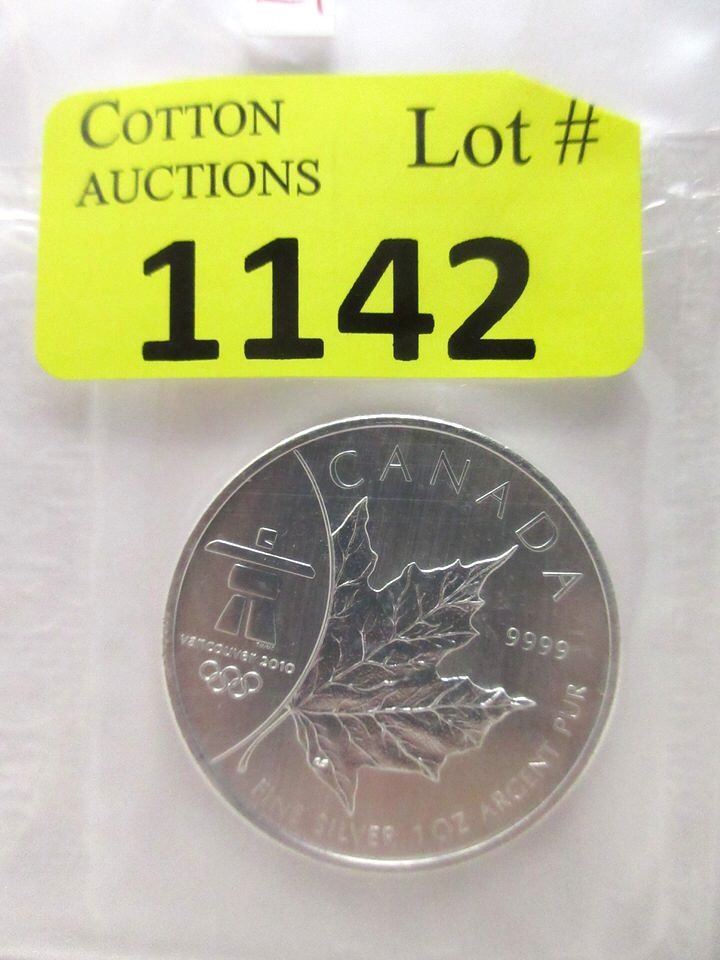 COTTON
AUCTIONS
Lot #
1142
CANADA
9999
vancouver 2010
FINE SILVER 1 OZ ARGENT PUR